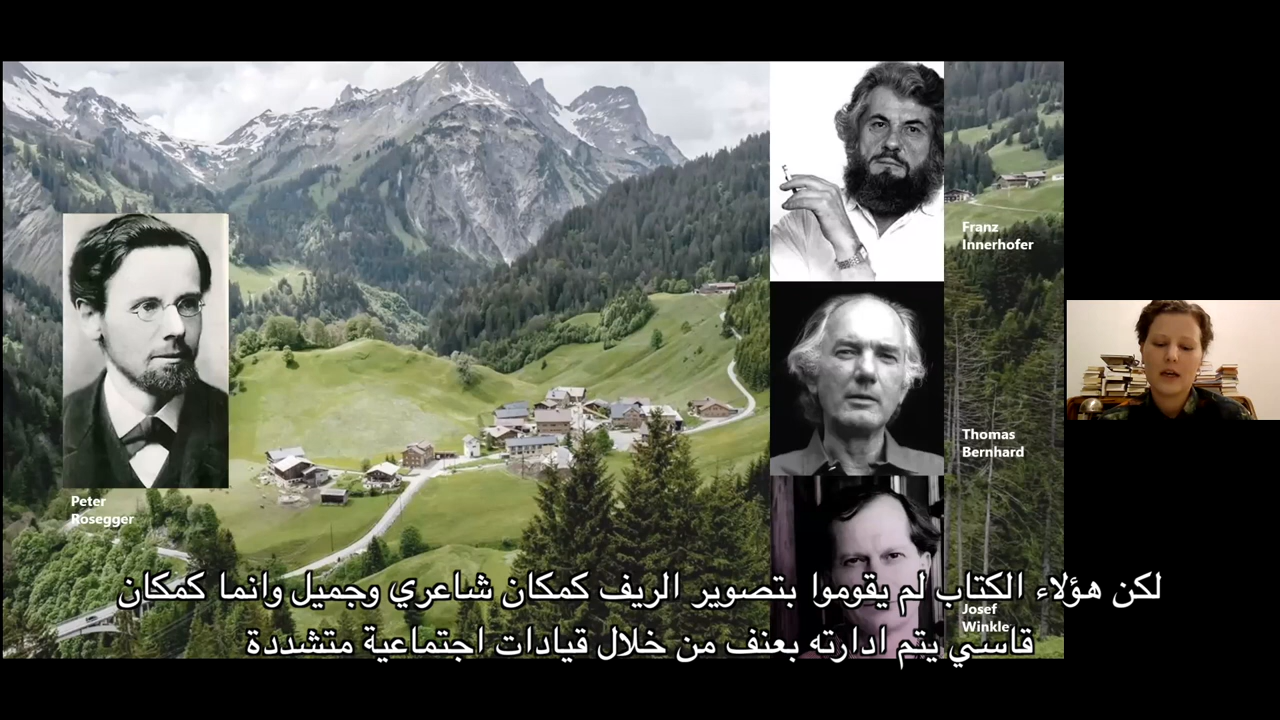 Franz
Innerhofer
Thomas
Bernhard
Peter
Rosegger
Josef
Winkle
لكن هؤلاء الكتاب لم يقوموا بتصوير الريف كمكان شاعري وجميل وانما كمكان
قاسي يتم ادارته بعنف من خلال قيادات اجتماعية متشددة